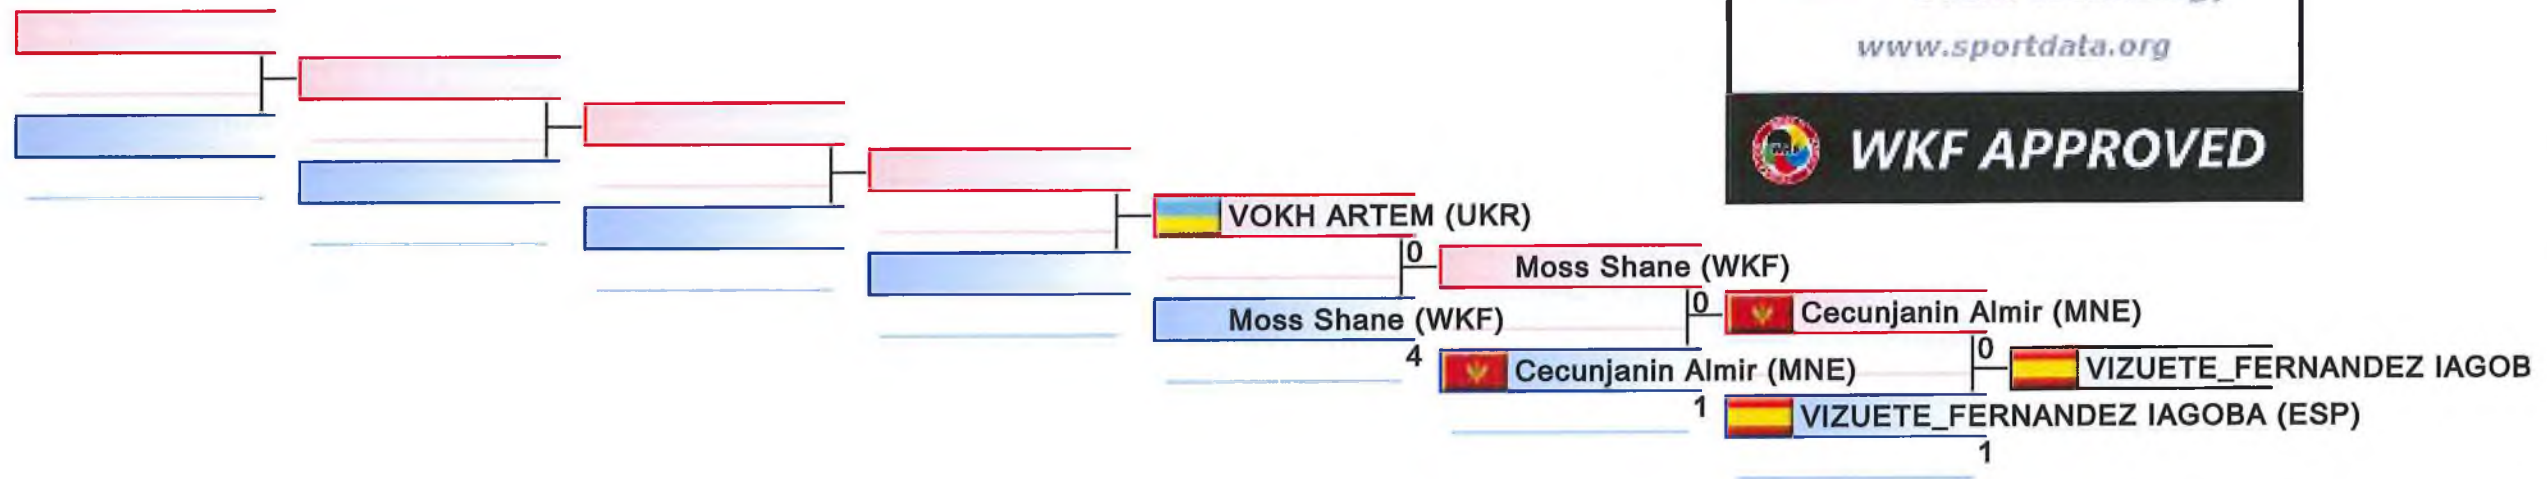 www.sportdata.org
WKF APPROVED
VOKH ARTEM (UKR)
0
Moss Shane (WKF)
Moss Shane (WKF)
4
0
Cecunjanin Almir (MNE)
Cecunjanin Almir (MNE)
1
0
VIZUETE_FERNANDEZ IAGOB
VIZUETE_FERNANDEZ IAGOBA (ESP)
1